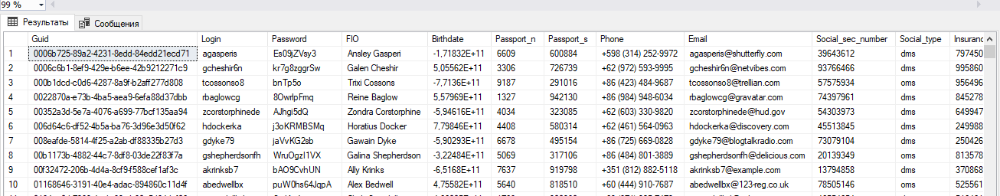 99 %
Результаты Сообщения
Guid Login Password FIO Birthdate Passport_n Passport_s Phone Email Social_sec_number Social_type Insuranc
1 0006b725-89a2-4231-8edd-84edd21ecd71 agasperis Es09jZVsy3 Ansley Gasperi -1,71832E+11 6609 600884 +598 (314) 252-9972 agasperis@shutterfly.com 39643612 dms 797450
2 0006c6b1-8ef9-429e-b6ee-42b9212271c9 gcheshir6n kr7g8zggrSw Galen Cheshir 5,05562E+11 3306 726739 +62 (972) 593-9995 gcheshir6n@netvibes.com 93766466 dms 995860
3 000b1dcd-c0d6-4287-8a9f-b2aff277d808 tcossonso8 bnTp5o Trixi Cossons -7,7136E+11 9187 291016 +86 (423) 484-9687 tcossonso8@trellian.com 57575934 oms 956496
4 0022870a-e73b-4ba5-aea9-6efa88d37dbb rbaglowcg 8OwrlpFmq Reine Baglow 5,57969E+11 1327 942130 +86 (984) 948-6034 rbaglowcg@gravatar.com 74397961 dms 845278
5 00352a3d-5e7a-4076-a699-77bcf135aa94 zcorstorphinede AJhgi5dQ Zondra Corstorphine -5,94616E+11 4034 323085 +62 (603) 330-9820 zcorstorphinede@hud.gov 54303973 dms 649947
6 006d64c6-df52-4b5a-ba76-3d96e3d50f62 hdockerka j3oKRMBSMq Horatius Docker 7,79846E+11 4408 580314 +62 (461) 564-0963 hdockerka@discovery.com 45513845 dms 249988
7 008eafde-5814-4f25-a2ab-df88335b27d3 gdyke79 jaVvKG2sb Gawain Dyke -5,90293E+11 6678 495154 +86 (725) 669-0828 gdyke79@blogtalkradio.com 73079104 dms 250426
8 00b1173b-4882-44c7-8df8-03de22f83f7a gshepherdsonfh WruOgzI1VX Galina Shepherdson -3,22484E+11 5069 317106 +86 (484) 801-3889 gshepherdsonfh@delicious.com 20139349 oms 813578
9 00f32472-206b-4d4a-8cf9-f588cef1af3c akrinksb7 bAO9CvhUN Ally Krinks -6,5168E+11 7637 919798 +351 (812) 882-5118 akrinksb7@example.com 13794858 dms 370868
10 01168646-3191-40e4-adac-894860c11d4f abedwellbx puW0hs64JqpA Alex Bedwell 4,75582E+11 5640 818510 +60 (444) 910-7687 abedwellbx@123-reg.co.uk 78505146 oms 525561